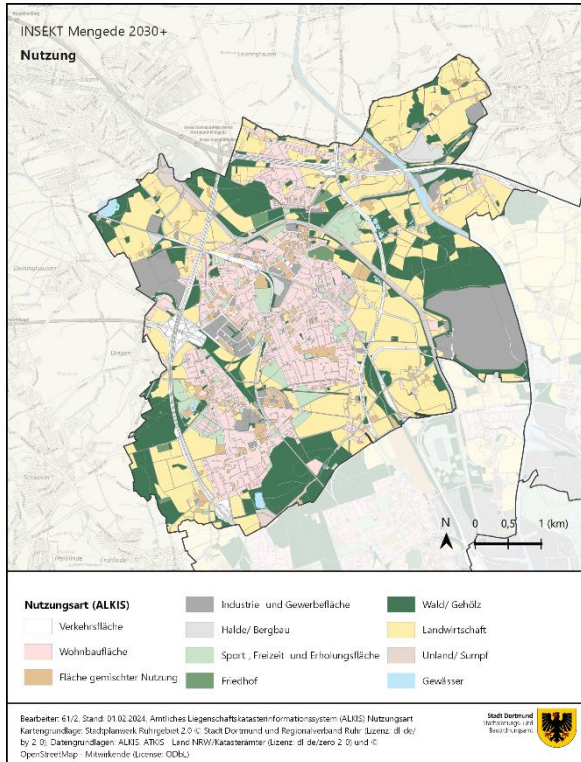 INSEKT Mengede 2030+
Nutzung
N
0 0,5 1 (km)
Nutzungsart (ALKIS)
Verkehrsfläche
Wohnbaufläche
Fläche gemischter Nutzung
Industrie- und Gewerbefläche
Halde/ Bergbau
Sport-, Freizeit- und Erholungsfläche
Friedhof
Wald/ Gehölz
Landwirtschaft
Unland/ Sumpf
Gewässer
Bearbeiter: 61/2. Stand: 01.02.2024. Amtliches Liegenschaftskatasterinformationssystem (ALKIS) Nutzungsart
Kartengrundlage: Stadtplanwerk Ruhrgebiet 2.0 © Stadt Dortmund und Regionalverband Ruhr (Lizenz: dl-de/
by-2-0), Datengrundlagen: ALKIS, ATKIS - Land NRW/Katasterämter (Lizenz: dl-de/zero-2-0) und ©
OpenStreetMap - Mitwirkende (License: ODbL)
Stadt Dortmund
Stadtplanungs- und
Bauordnungsamt